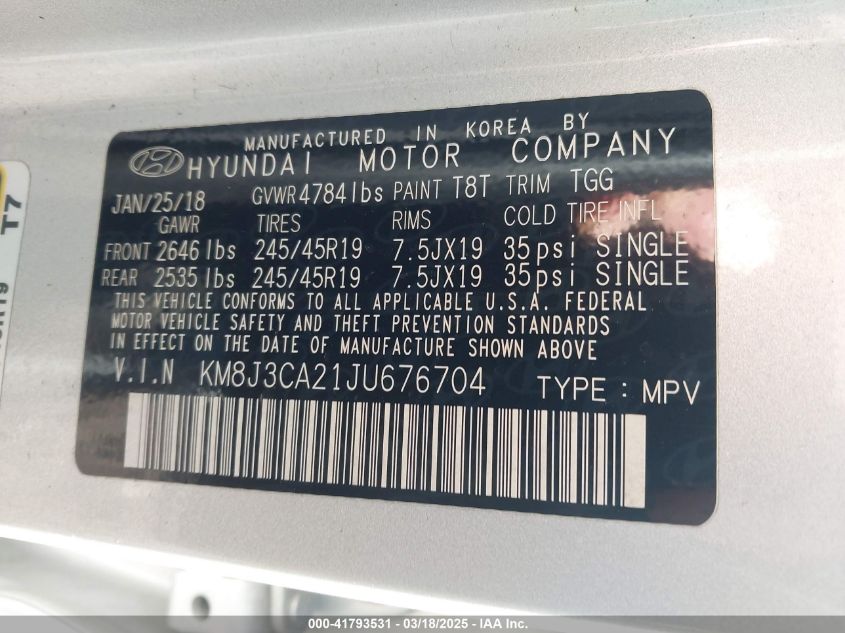 MANUFACTURED IN KOREA BY
HYUNDAI MOTOR COMPANY
JAN/25/18 GVWR 4784 lbs PAINT T8T TRIM TGG
GAWR TIRES RIMS COLD TIRE INFL
FRONT 2646 lbs 245/45R19 7.5JX19 35psi SINGLE
REAR 2535 lbs 245/45R19 7.5JX19 35psi SINGLE
THIS VEHICLE CONFORMS TO ALL APPLICABLE U.S.A. FEDERAL
MOTOR VEHICLE SAFETY AND THEFT PREVENTION STANDARDS
IN EFFECT ON THE DATE OF MANUFACTURE SHOWN ABOVE
V.I.N KM8J3CA21JU676704 TYPE : MPV
T7
000-41793531 - 03/18/2025 - IAA Inc.